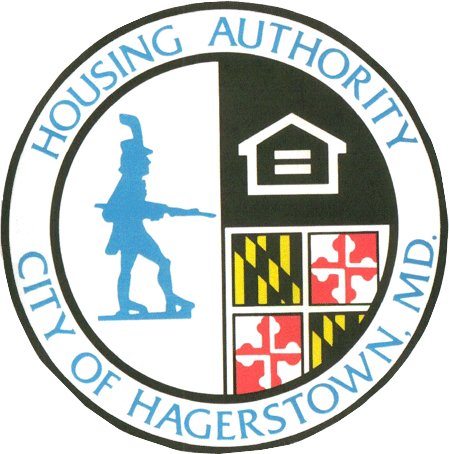 HOUSING AUTHORITY
CITY OF HAGERSTOWN, MD.